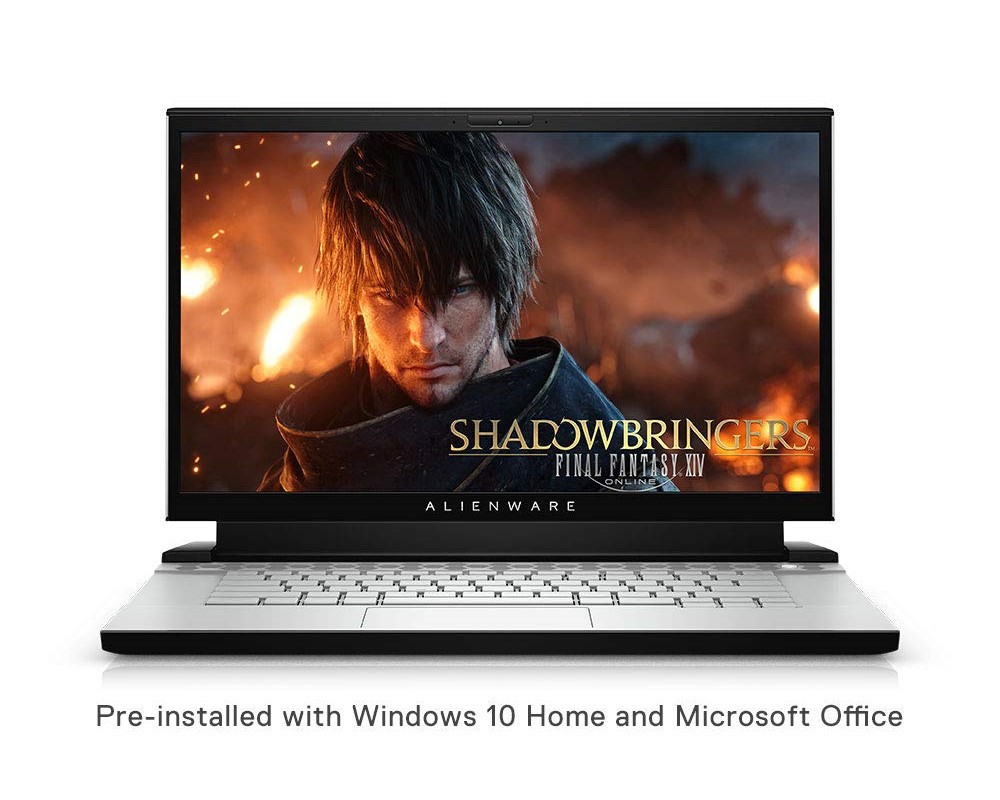 SHADOWBRINGERS
FINAL FANTASY XIV
ONLINE
ALIENWARE
Pre-installed with Windows 10 Home and Microsoft Office